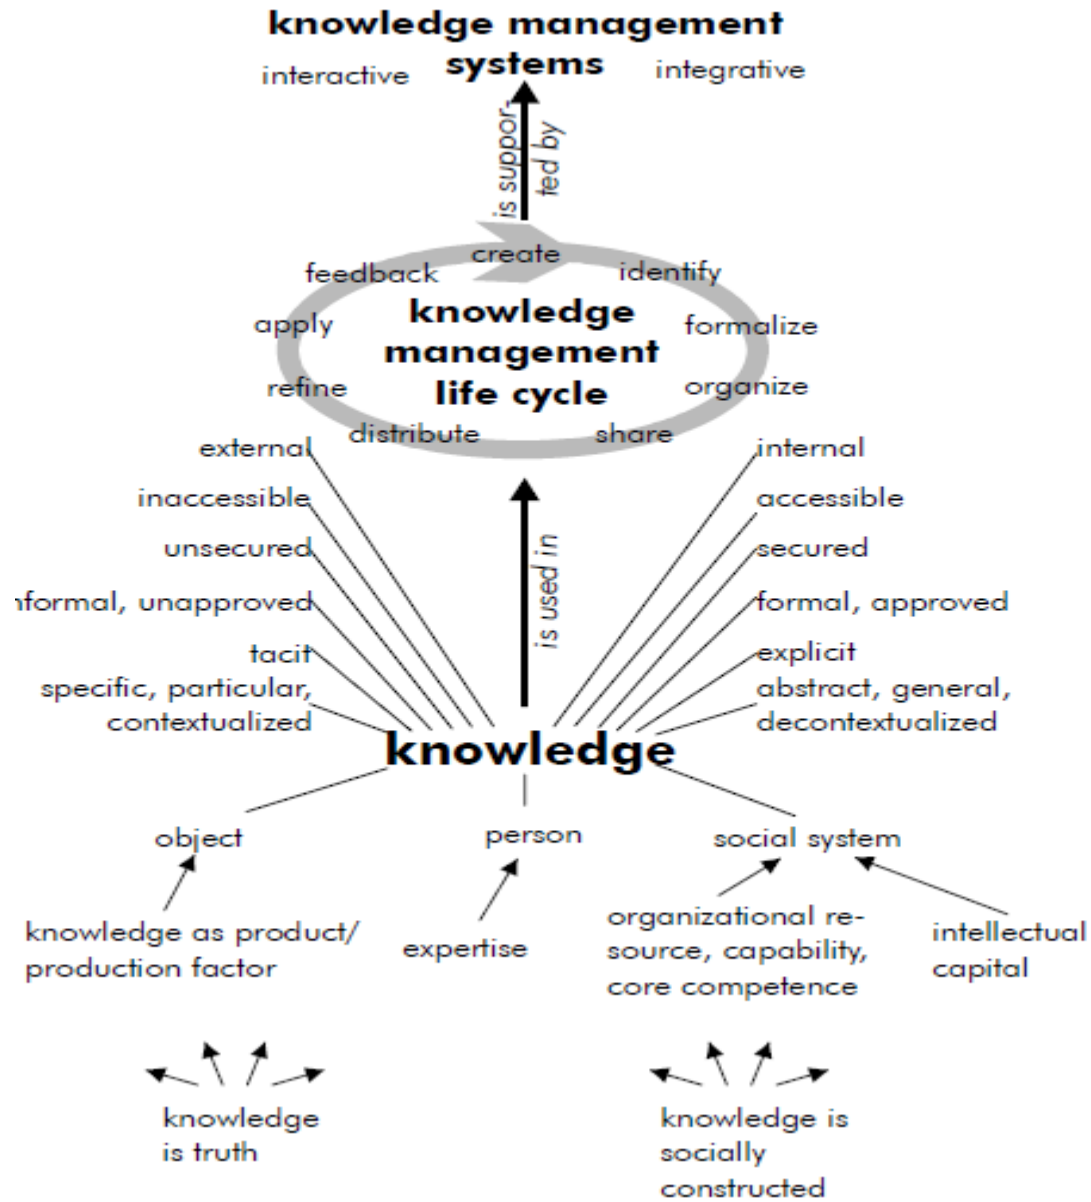 knowledge management
systems
interactive
integrative
is suppor-
ted by
create
feedback
identify
apply
knowledge
management
life cycle
formalize
refine
organize
distribute
share
external
internal
inaccessible
accessible
unsecured
secured
is used in
nformal, unapproved
formal, approved
tacit
explicit
specific, particular,
contextualized
abstract, general,
decontextualized
knowledge
object
person
social system
knowledge as product/
production factor
expertise
organizational re-
source, capability,
core competence
intellectual
capital
knowledge
is truth
knowledge is
socially
constructed